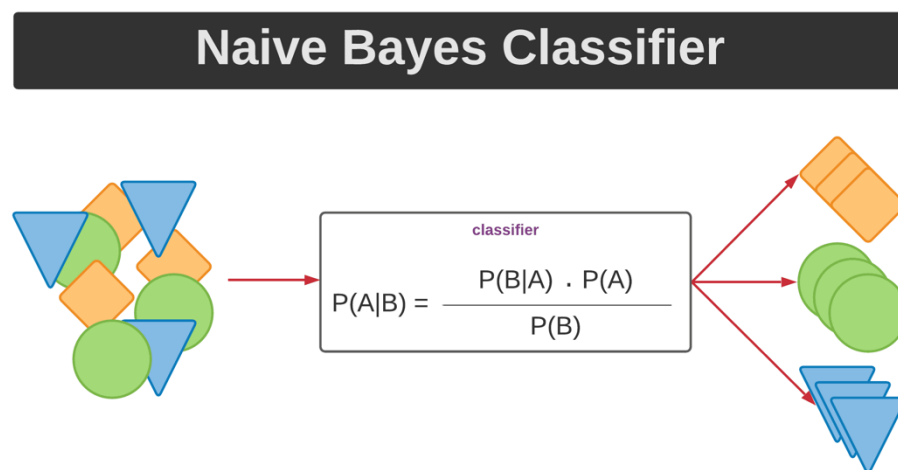 Naive Bayes Classifier
classifier
P(B|A) . P(A)
P(A|B) =
P(B)